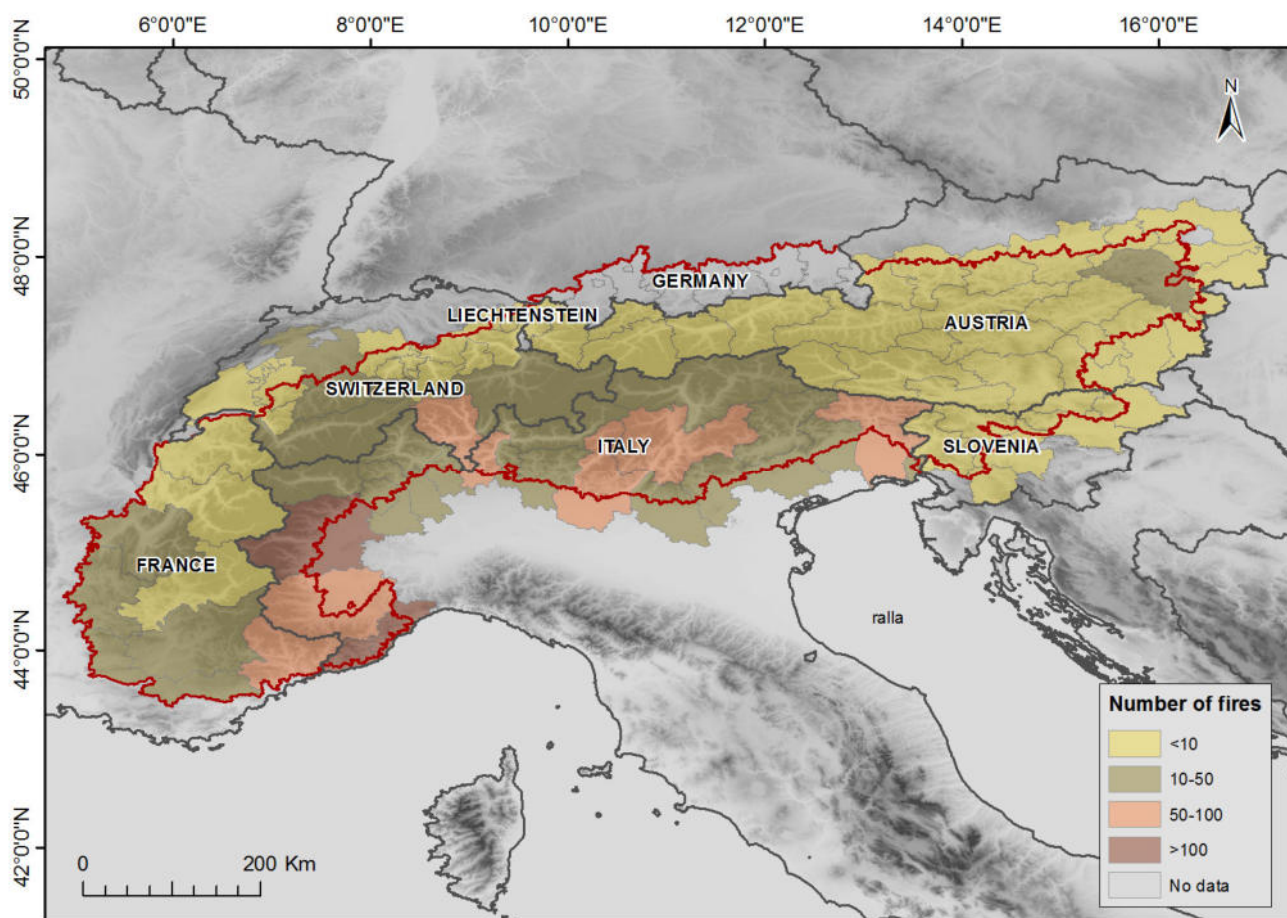 6°0'0"E 8°0'0"E 10°0'0"E 12°0'0"E 14°0'0"E 16°0'0"E
50°0'0"N
N
48°0'0"N
GERMANY
LIECHTENSTEIN
AUSTRIA
SWITZERLAND
46°0'0"N
ITALY
SLOVENIA
FRANCE
ralla
44°0'0"N
Number of fires
<10
10-50
50-100
>100
No data
42°0'0"N
0 200 Km